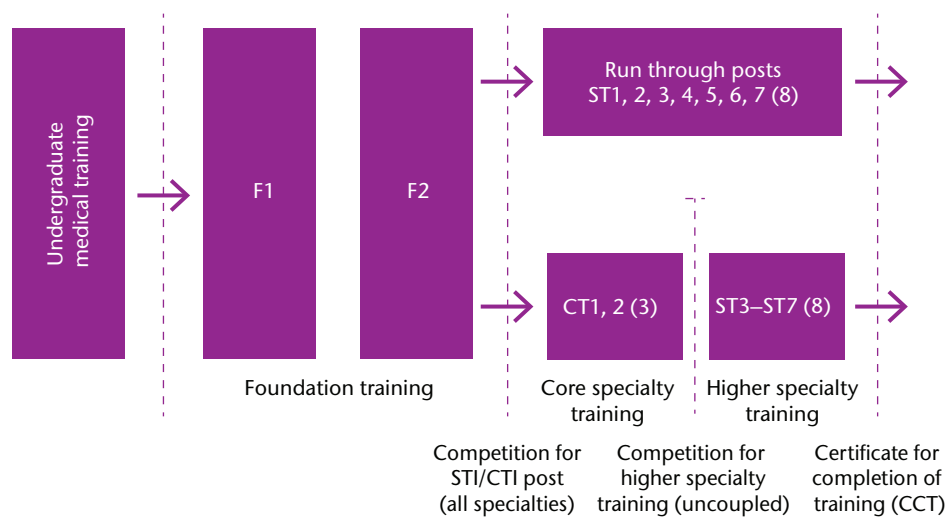 Undergraduate
medical training
F1
F2
Run through posts
ST1, 2, 3, 4, 5, 6, 7 (8)
CT1, 2 (3)
ST3–ST7 (8)
Foundation training
Core specialty
training
Higher specialty
training
Competition for
STI/CTI post
(all specialties)
Competition for
higher specialty
training (uncoupled)
Certificate for
completion of
training (CCT)